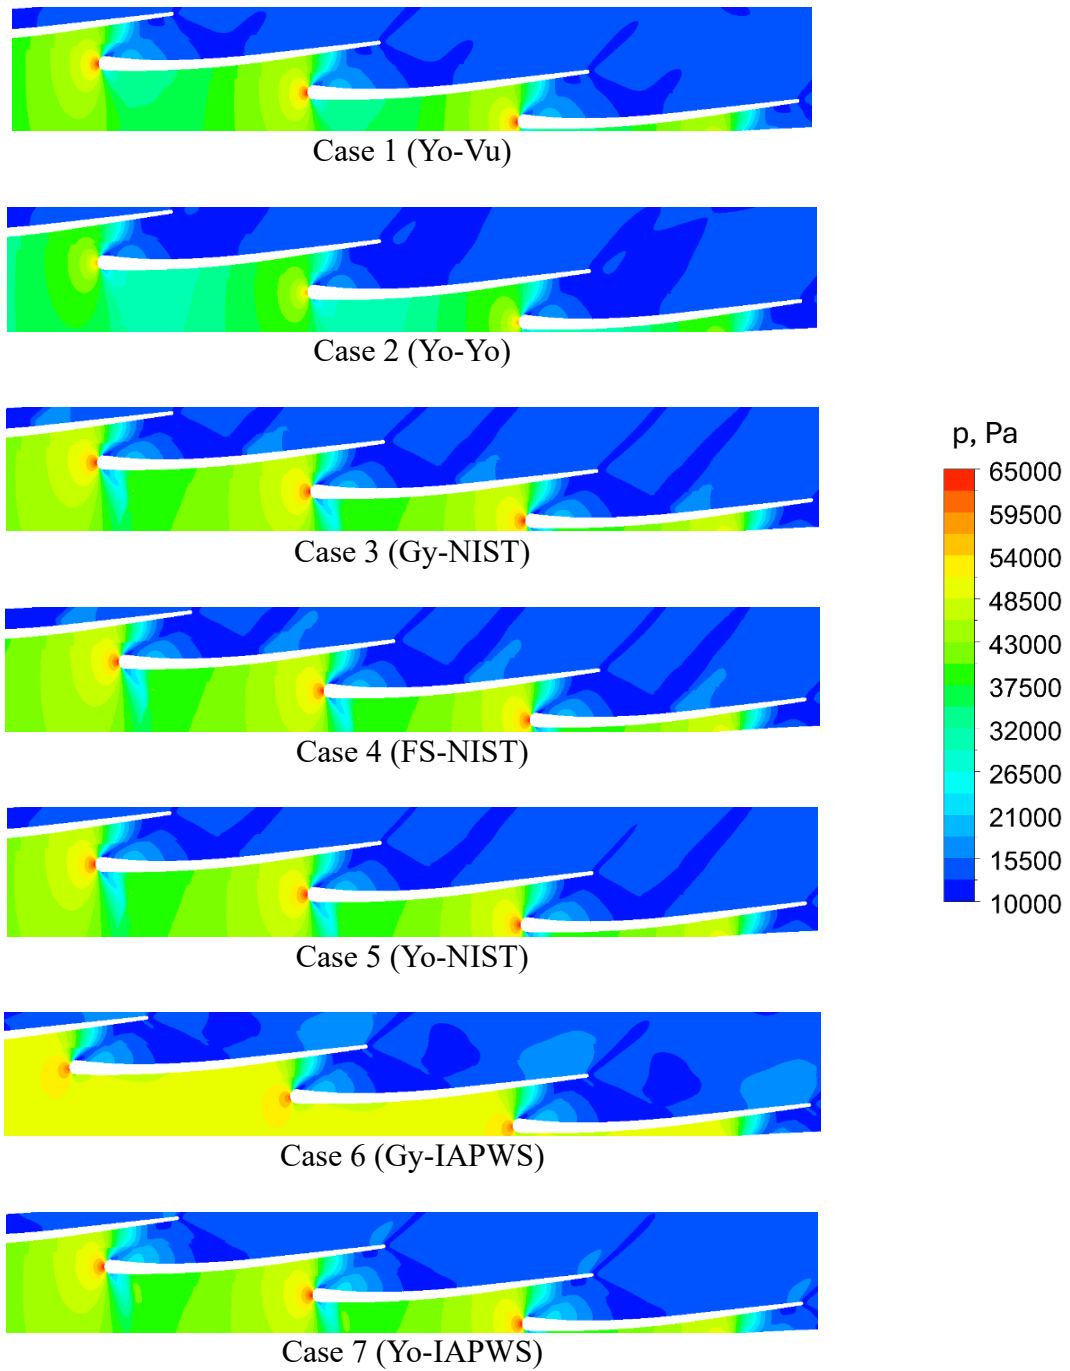 Case 1 (Yo-Vu)
Case 2 (Yo-Yo)
Case 3 (Gy-NIST)
Case 4 (FS-NIST)
Case 5 (Yo-NIST)
Case 6 (Gy-IAPWS)
Case 7 (Yo-IAPWS)
p, Pa
65000
59500
54000
48500
43000
37500
32000
26500
21000
15500
10000